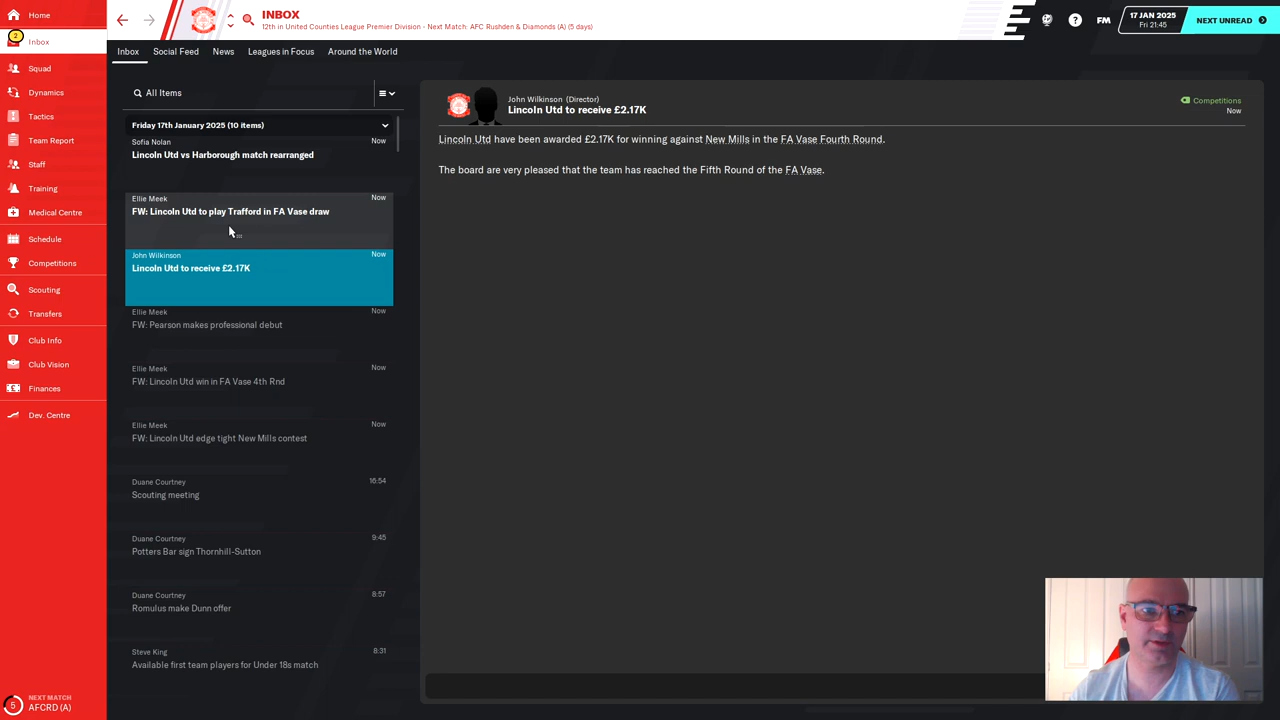 Home
2
Inbox
Squad
Dynamics
Tactics
Team Report
Staff
Training
Medical Centre
Schedule
Competitions
Scouting
Transfers
Club Info
Club Vision
Finances
Dev. Centre
5
NEXT MATCH
AFCRD (A)
INBOX
12th in United Counties League Premier Division - Next Match: AFC Rushden & Diamonds (A) (5 days)
FM
17 JAN 2025
Fri 21:45
NEXT UNREAD
Inbox
Social Feed
News
Leagues in Focus
Around the World
All Items
Friday 17th January 2025 (10 items)
Sofia Nolan
Now
Lincoln Utd vs Harborough match rearranged
Ellie Meek
Now
FW: Lincoln Utd to play Trafford in FA Vase draw
John Wilkinson
Now
Lincoln Utd to receive £2.17K
Ellie Meek
Now
FW: Pearson makes professional debut
Ellie Meek
Now
FW: Lincoln Utd win in FA Vase 4th Rnd
Ellie Meek
Now
FW: Lincoln Utd edge tight New Mills contest
Duane Courtney
16:54
Scouting meeting
Duane Courtney
9:45
Potters Bar sign Thornhill-Sutton
Duane Courtney
8:57
Romulus make Dunn offer
Steve King
8:31
Available first team players for Under 18s match
John Wilkinson (Director)
Lincoln Utd to receive £2.17K
Competitions
Now
Lincoln Utd have been awarded £2.17K for winning against New Mills in the FA Vase Fourth Round.
The board are very pleased that the team has reached the Fifth Round of the FA Vase.